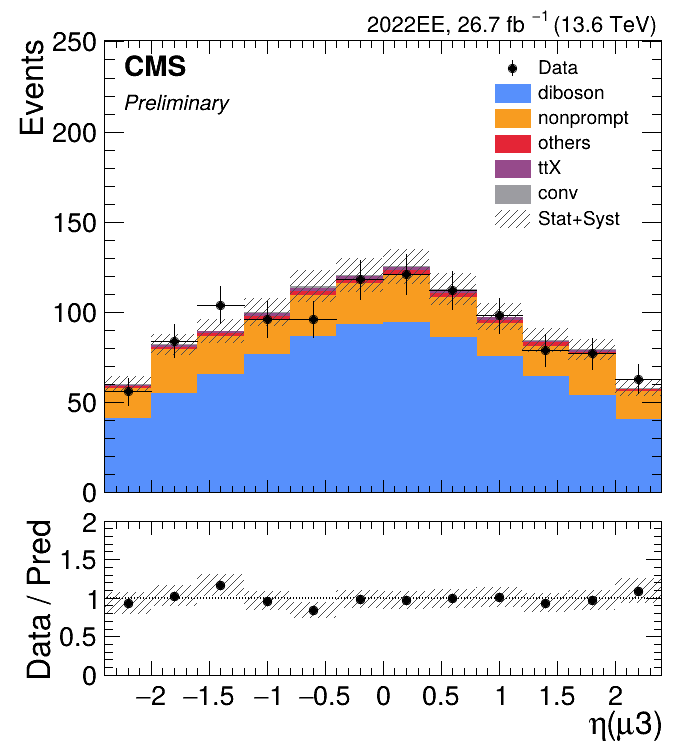 2022EE, 26.7 fb⁻¹ (13.6 TeV)
CMS
Preliminary
Events
250
200
150
100
50
0
Data
diboson
nonprompt
others
ttX
conv
Stat+Syst
Data / Pred
2
1.5
1
0.5
0
−2 −1.5 −1 −0.5 0 0.5 1 1.5 2
η(μ3)